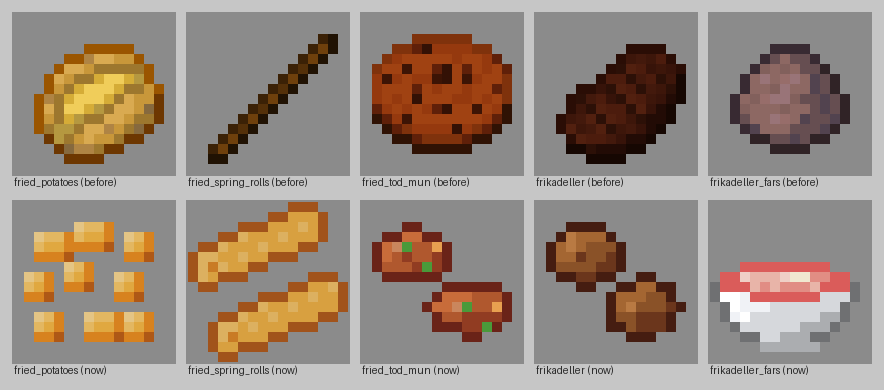 fried_potatoes (before)
fried_spring_rolls (before)
fried_tod_mun (before)
frikadeller (before)
frikadeller_fars (before)
fried_potatoes (now)
fried_spring_rolls (now)
fried_tod_mun (now)
frikadeller (now)
frikadeller_fars (now)